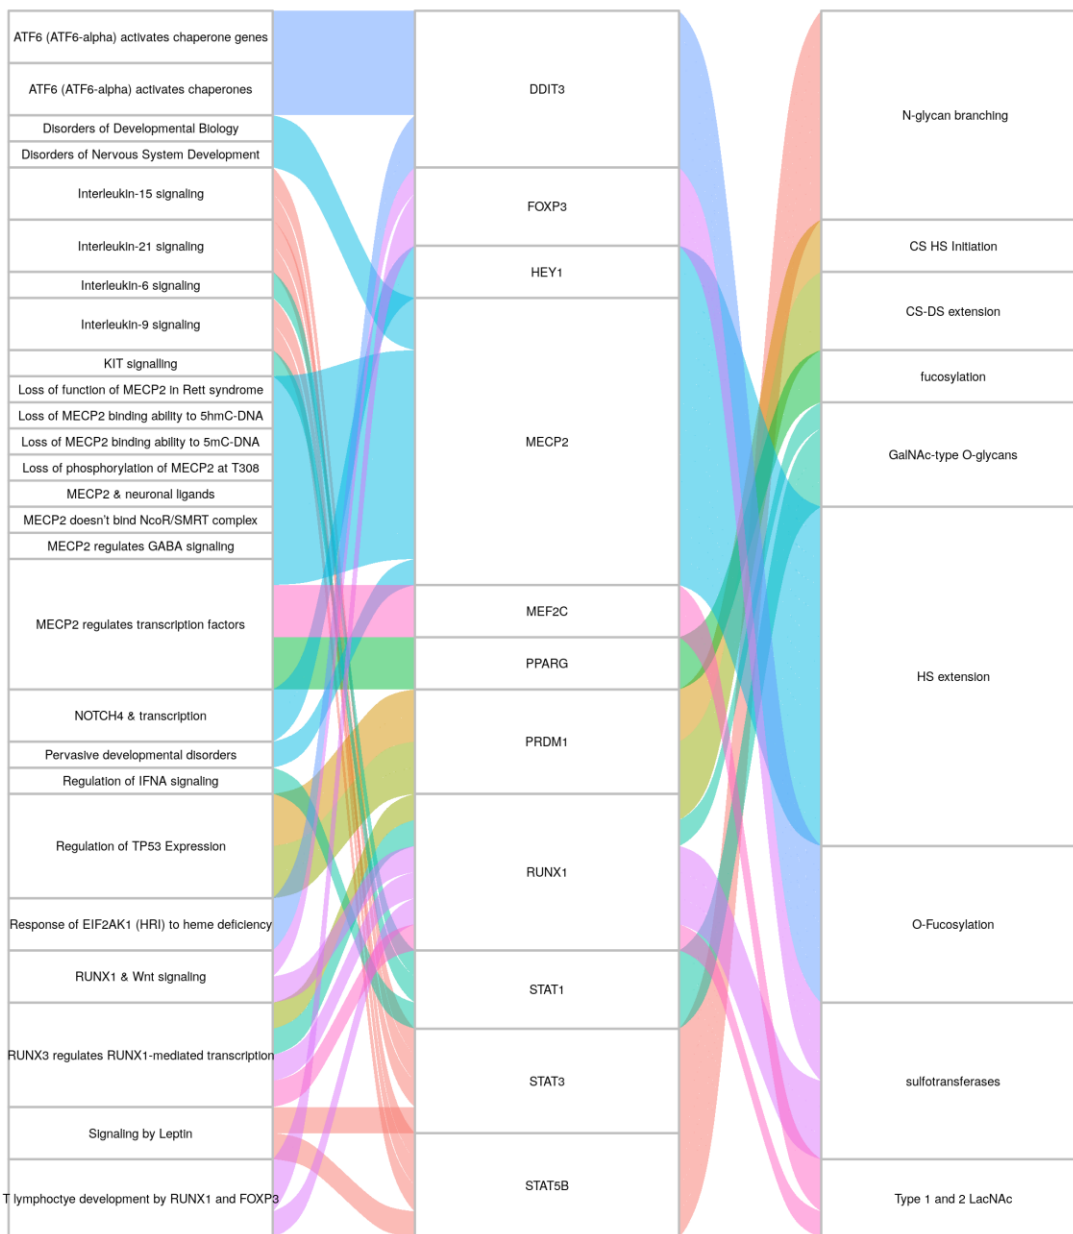 ATF6 (ATF6-alpha) activates chaperone genes
ATF6 (ATF6-alpha) activates chaperones
Disorders of Developmental Biology
Disorders of Nervous System Development
Interleukin-15 signaling
Interleukin-21 signaling
Interleukin-6 signaling
Interleukin-9 signaling
KIT signalling
Loss of function of MECP2 in Rett syndrome
Loss of MECP2 binding ability to 5hmC-DNA
Loss of MECP2 binding ability to 5mC-DNA
Loss of phosphorylation of MECP2 at T308
MECP2 & neuronal ligands
MECP2 doesn't bind NcoR/SMRT complex
MECP2 regulates GABA signaling
MECP2 regulates transcription factors
NOTCH4 & transcription
Pervasive developmental disorders
Regulation of IFNA signaling
Regulation of TP53 Expression
Response of EIF2AK1 (HRI) to heme deficiency
RUNX1 & Wnt signaling
RUNX3 regulates RUNX1-mediated transcription
Signaling by Leptin
T lymphoctye development by RUNX1 and FOXP3
DDIT3
FOXP3
HEY1
MECP2
MEF2C
PPARG
PRDM1
RUNX1
STAT1
STAT3
STAT5B
N-glycan branching
CS HS Initiation
CS-DS extension
fucosylation
GalNAc-type O-glycans
HS extension
O-Fucosylation
sulfotransferases
Type 1 and 2 LacNAc